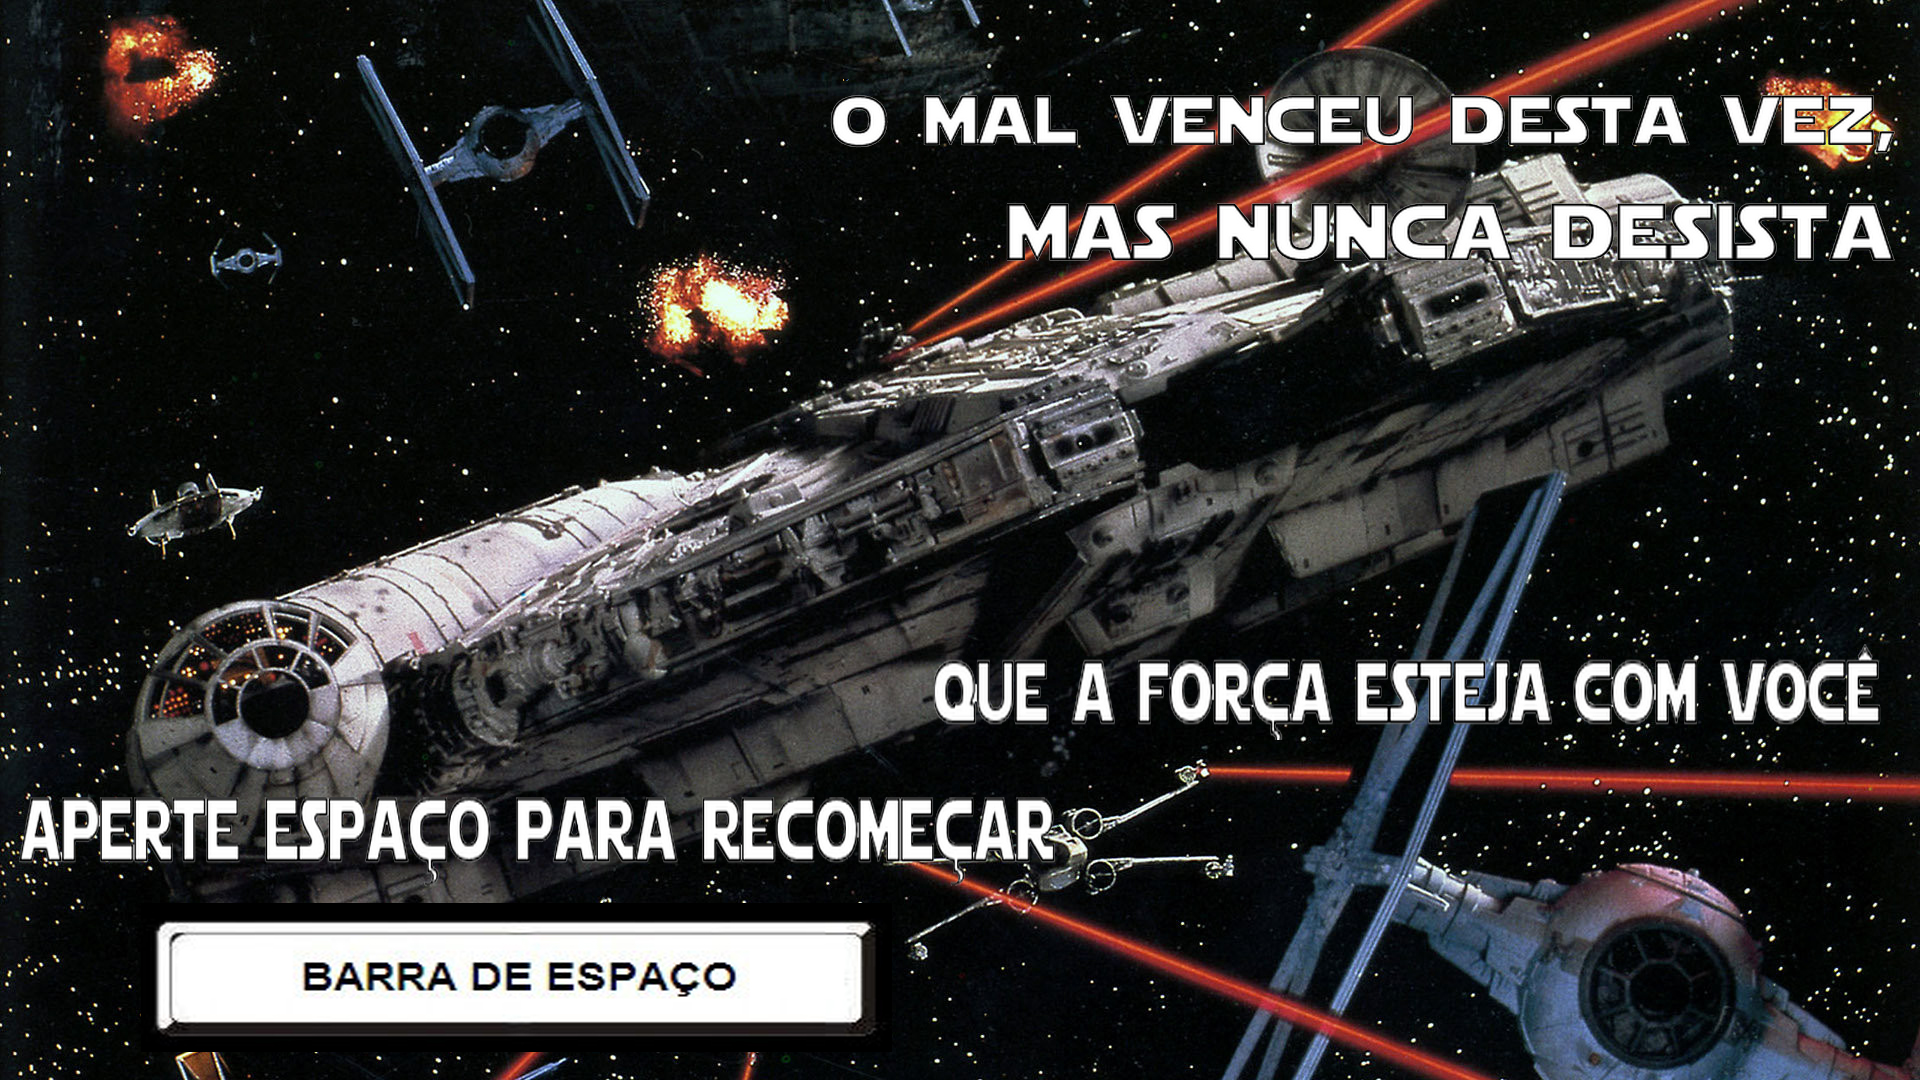 O MAL VENCEU DESTA VEZ,
MAS NUNCA DESISTA
QUE A FORÇA ESTEJA COM VOCÊ
APERTE ESPAÇO PARA RECOMEÇAR
BARRA DE ESPAÇO